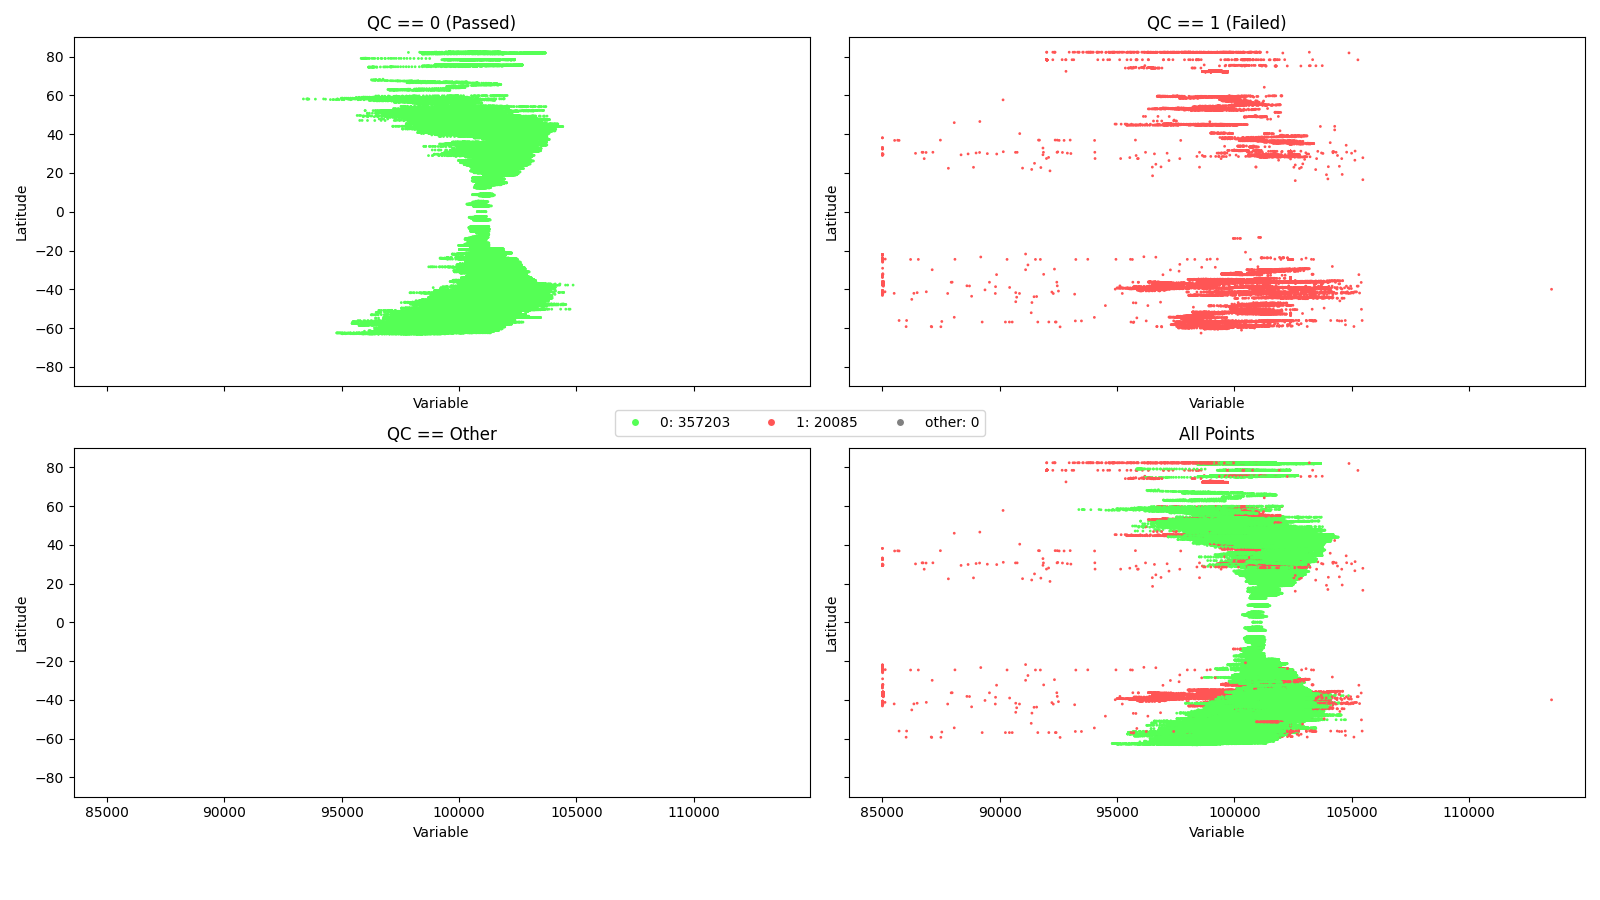 QC == 0 (Passed)
80
60
40
20
0
−20
−40
−60
−80
Latitude
Variable
QC == 1 (Failed)
Latitude
Variable
0: 357203
1: 20085
other: 0
QC == Other
80
60
40
20
0
−20
−40
−60
−80
Latitude
85000 90000 95000 100000 105000 110000
Variable
All Points
Latitude
85000 90000 95000 100000 105000 110000
Variable